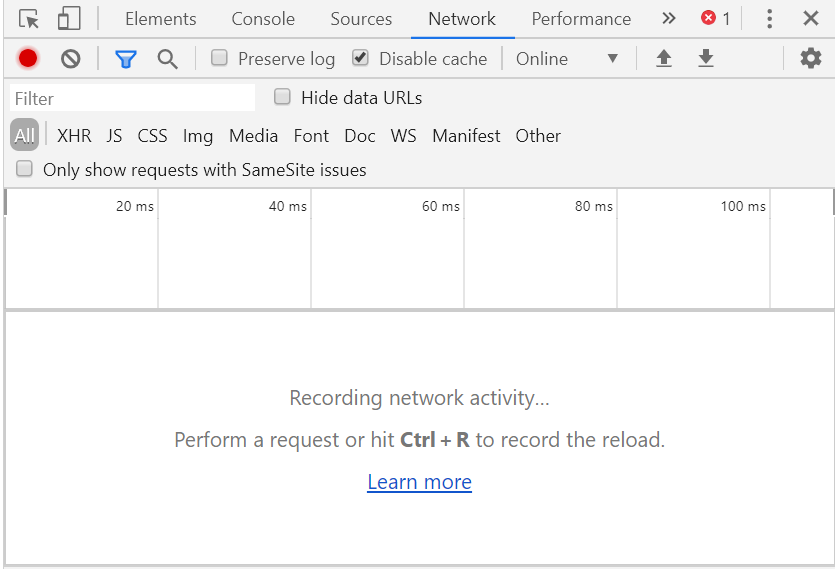 Elements Console Sources Network Performance 1
Preserve log Disable cache Online
Filter Hide data URLs
All XHR JS CSS Img Media Font Doc WS Manifest Other
Only show requests with SameSite issues
20 ms 40 ms 60 ms 80 ms 100 ms
Recording network activity...
Perform a request or hit Ctrl + R to record the reload.
Learn more